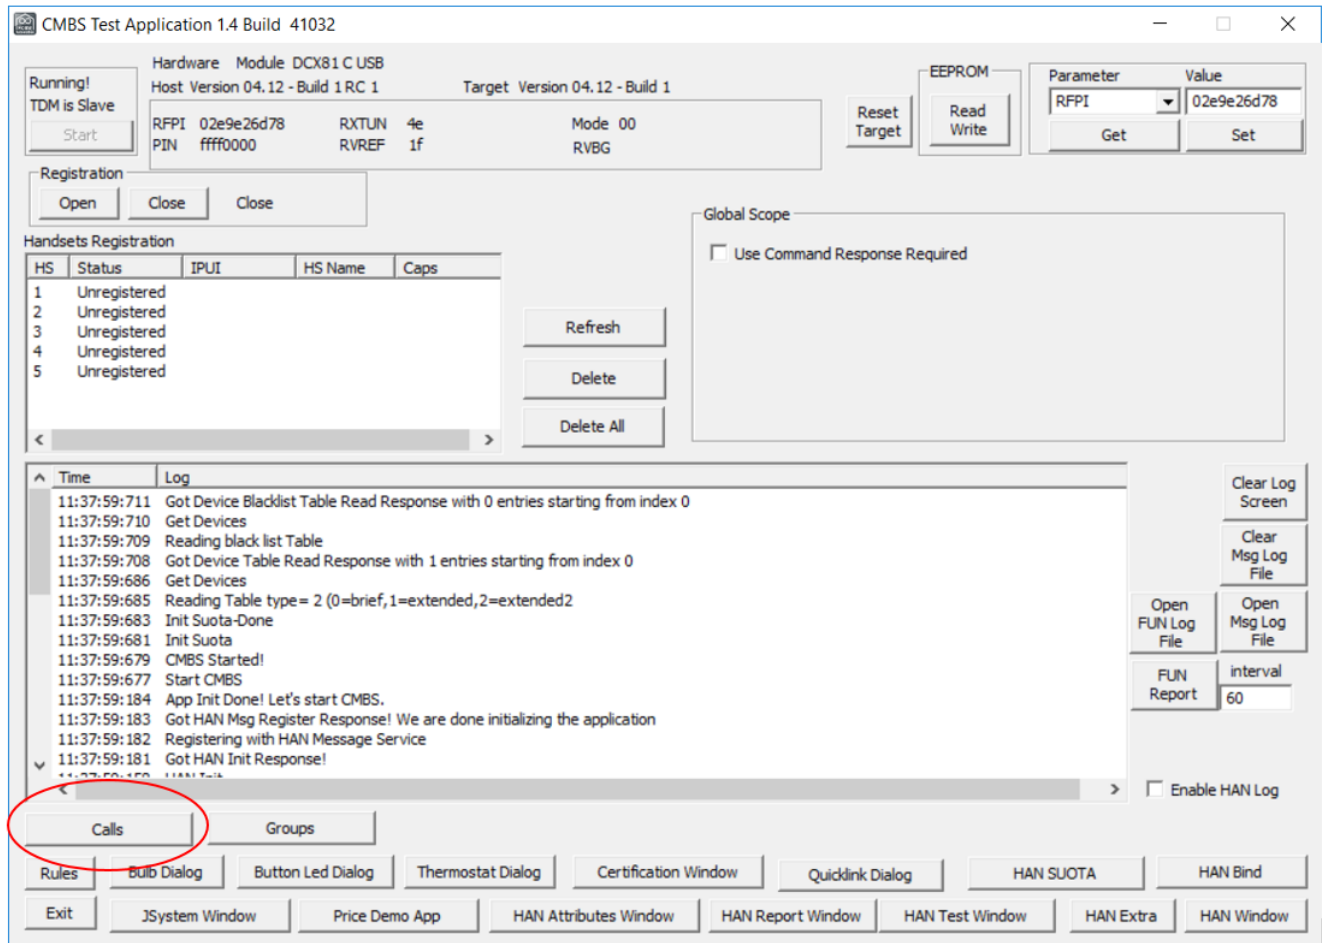 CMBS Test Application 1.4 Build 41032
Hardware Module DCX81 C USB
Running!
Host Version 04.12 - Build 1 RC 1 Target Version 04.12 - Build 1
TDM is Slave
Start
RFPI 02e9e26d78 RXTUN 4e Mode 00
PIN ffff0000 RVREF 1f RVBG
Reset
Target
EEPROM
Read
Write
Parameter Value
RFPI 02e9e26d78
Get Set
Registration
Open Close Close
Global Scope
Use Command Response Required
Handsets Registration
HS Status IPUI HS Name Caps
1 Unregistered
2 Unregistered
3 Unregistered
4 Unregistered
5 Unregistered
Refresh
Delete
Delete All
Time Log
11:37:59:711 Got Device Blacklist Table Read Response with 0 entries starting from index 0
11:37:59:710 Get Devices
11:37:59:709 Reading black list Table
11:37:59:708 Got Device Table Read Response with 1 entries starting from index 0
11:37:59:686 Get Devices
11:37:59:685 Reading Table type= 2 (0=brief,1=extended,2=extended2
11:37:59:683 Init Suota-Done
11:37:59:681 Init Suota
11:37:59:679 CMBS Started!
11:37:59:677 Start CMBS
11:37:59:184 App Init Done! Let's start CMBS.
11:37:59:183 Got HAN Msg Register Response! We are done initializing the application
11:37:59:182 Registering with HAN Message Service
11:37:59:181 Got HAN Init Response!
Clear Log
Screen
Clear
Msg Log
File
Open
FUN Log
File
Open
Msg Log
File
FUN
Report
interval
60
Enable HAN Log
Calls Groups
Rules Bulb Dialog Button Led Dialog Thermostat Dialog Certification Window Quicklink Dialog HAN SUOTA HAN Bind
Exit JSystem Window Price Demo App HAN Attributes Window HAN Report Window HAN Test Window HAN Extra HAN Window